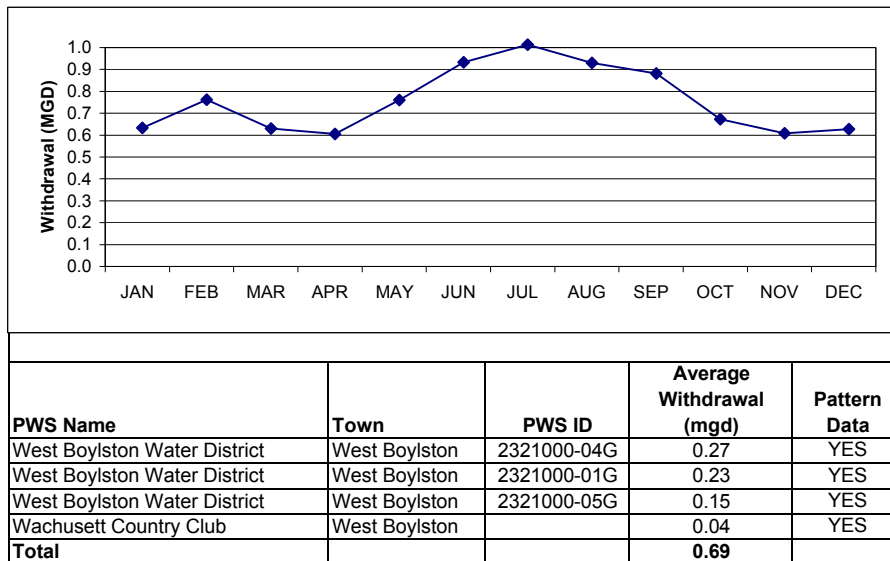 Withdrawal (MGD)
1.0
0.9
0.8
0.7
0.6
0.5
0.4
0.3
0.2
0.1
0.0
JAN FEB MAR APR MAY JUN JUL AUG SEP OCT NOV DEC
PWS Name Town PWS ID Average Withdrawal (mgd) Pattern Data
West Boylston Water District West Boylston 2321000-04G 0.27 YES
West Boylston Water District West Boylston 2321000-01G 0.23 YES
West Boylston Water District West Boylston 2321000-05G 0.15 YES
Wachusett Country Club West Boylston 0.04 YES
Total 0.69